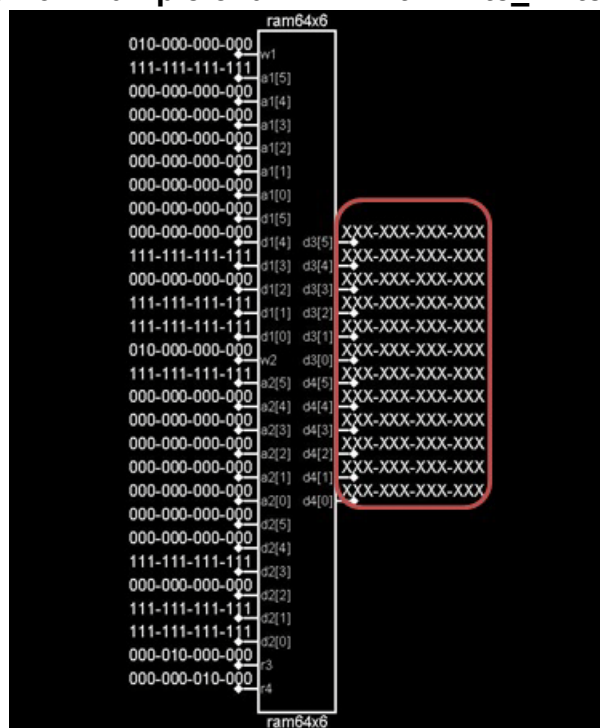 ram64x6
010-000-000-000
w1
111-111-111-111
a1[5]
000-000-000-000
a1[4]
000-000-000-000
a1[3]
000-000-000-000
a1[2]
000-000-000-000
a1[1]
000-000-000-000
a1[0]
000-000-000-000
d1[5]
000-000-000-000 XXX-XXX-XXX-XXX
d1[4] d3[5]
111-111-111-111 XXX-XXX-XXX-XXX
d1[3] d3[4]
000-000-000-000 XXX-XXX-XXX-XXX
d1[2] d3[3]
111-111-111-111 XXX-XXX-XXX-XXX
d1[1] d3[2]
111-111-111-111 XXX-XXX-XXX-XXX
d1[0] d3[1]
010-000-000-000 XXX-XXX-XXX-XXX
w2 d3[0]
111-111-111-111 XXX-XXX-XXX-XXX
a2[5] d4[5]
000-000-000-000 XXX-XXX-XXX-XXX
a2[4] d4[4]
000-000-000-000 XXX-XXX-XXX-XXX
a2[3] d4[3]
000-000-000-000 XXX-XXX-XXX-XXX
a2[2] d4[2]
000-000-000-000 XXX-XXX-XXX-XXX
a2[1] d4[1]
000-000-000-000 XXX-XXX-XXX-XXX
a2[0] d4[0]
000-000-000-000
d2[5]
000-000-000-000
d2[4]
111-111-111-111
d2[3]
000-000-000-000
d2[2]
111-111-111-111
d2[1]
111-111-111-111
d2[0]
000-010-000-000
r3
000-000-010-000
r4
ram64x6